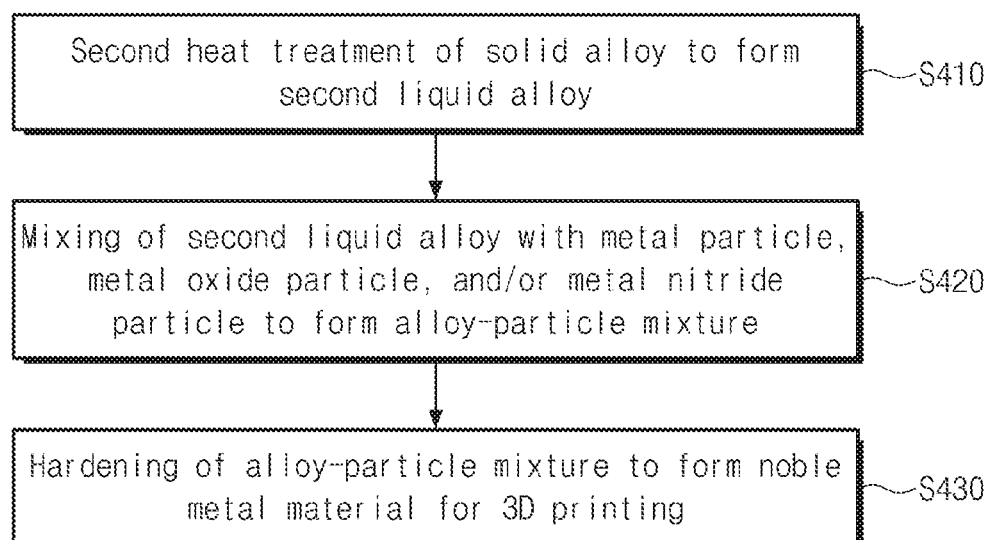 Second heat treatment of solid alloy to form
second liquid alloy
S410
Mixing of second liquid alloy with metal particle,
metal oxide particle, and/or metal nitride
particle to form alloy-particle mixture
S420
Hardening of alloy-particle mixture to form noble
metal material for 3D printing
S430